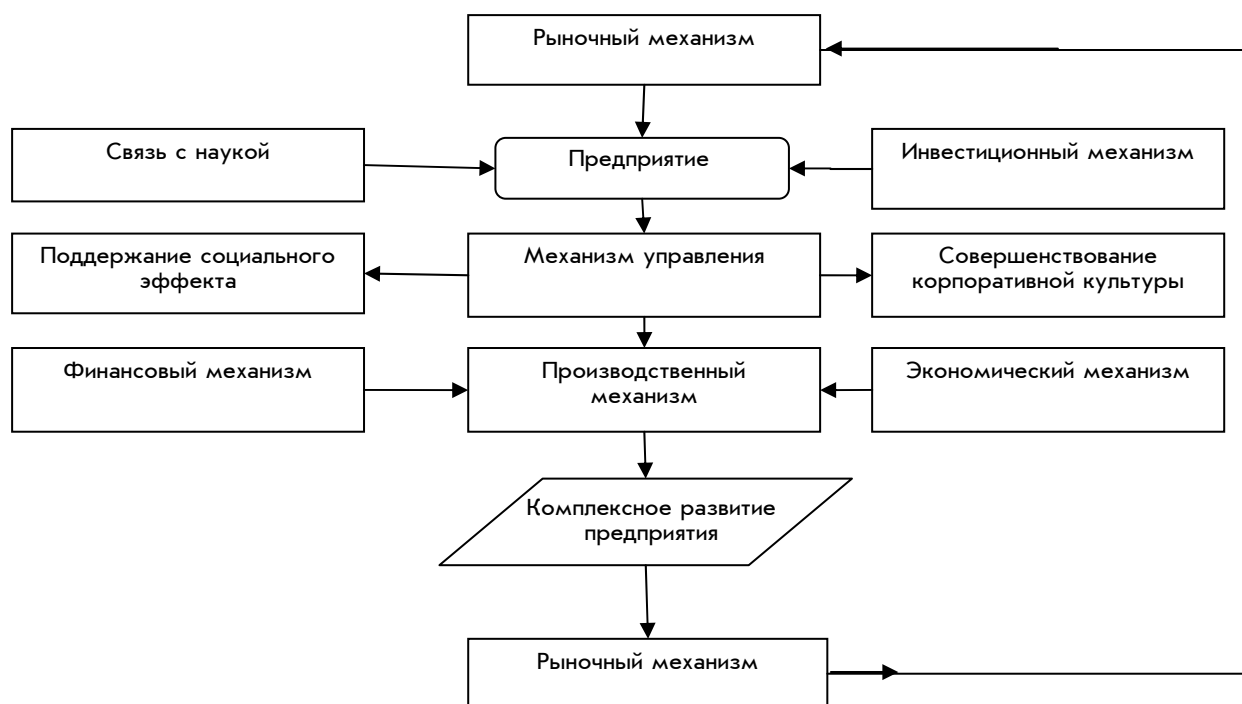 Рыночный механизм
Связь с наукой
Предприятие
Инвестиционный механизм
Поддержание социального
эффекта
Механизм управления
Совершенствование
корпоративной культуры
Финансовый механизм
Производственный
механизм
Экономический механизм
Комплексное развитие
предприятия
Рыночный механизм